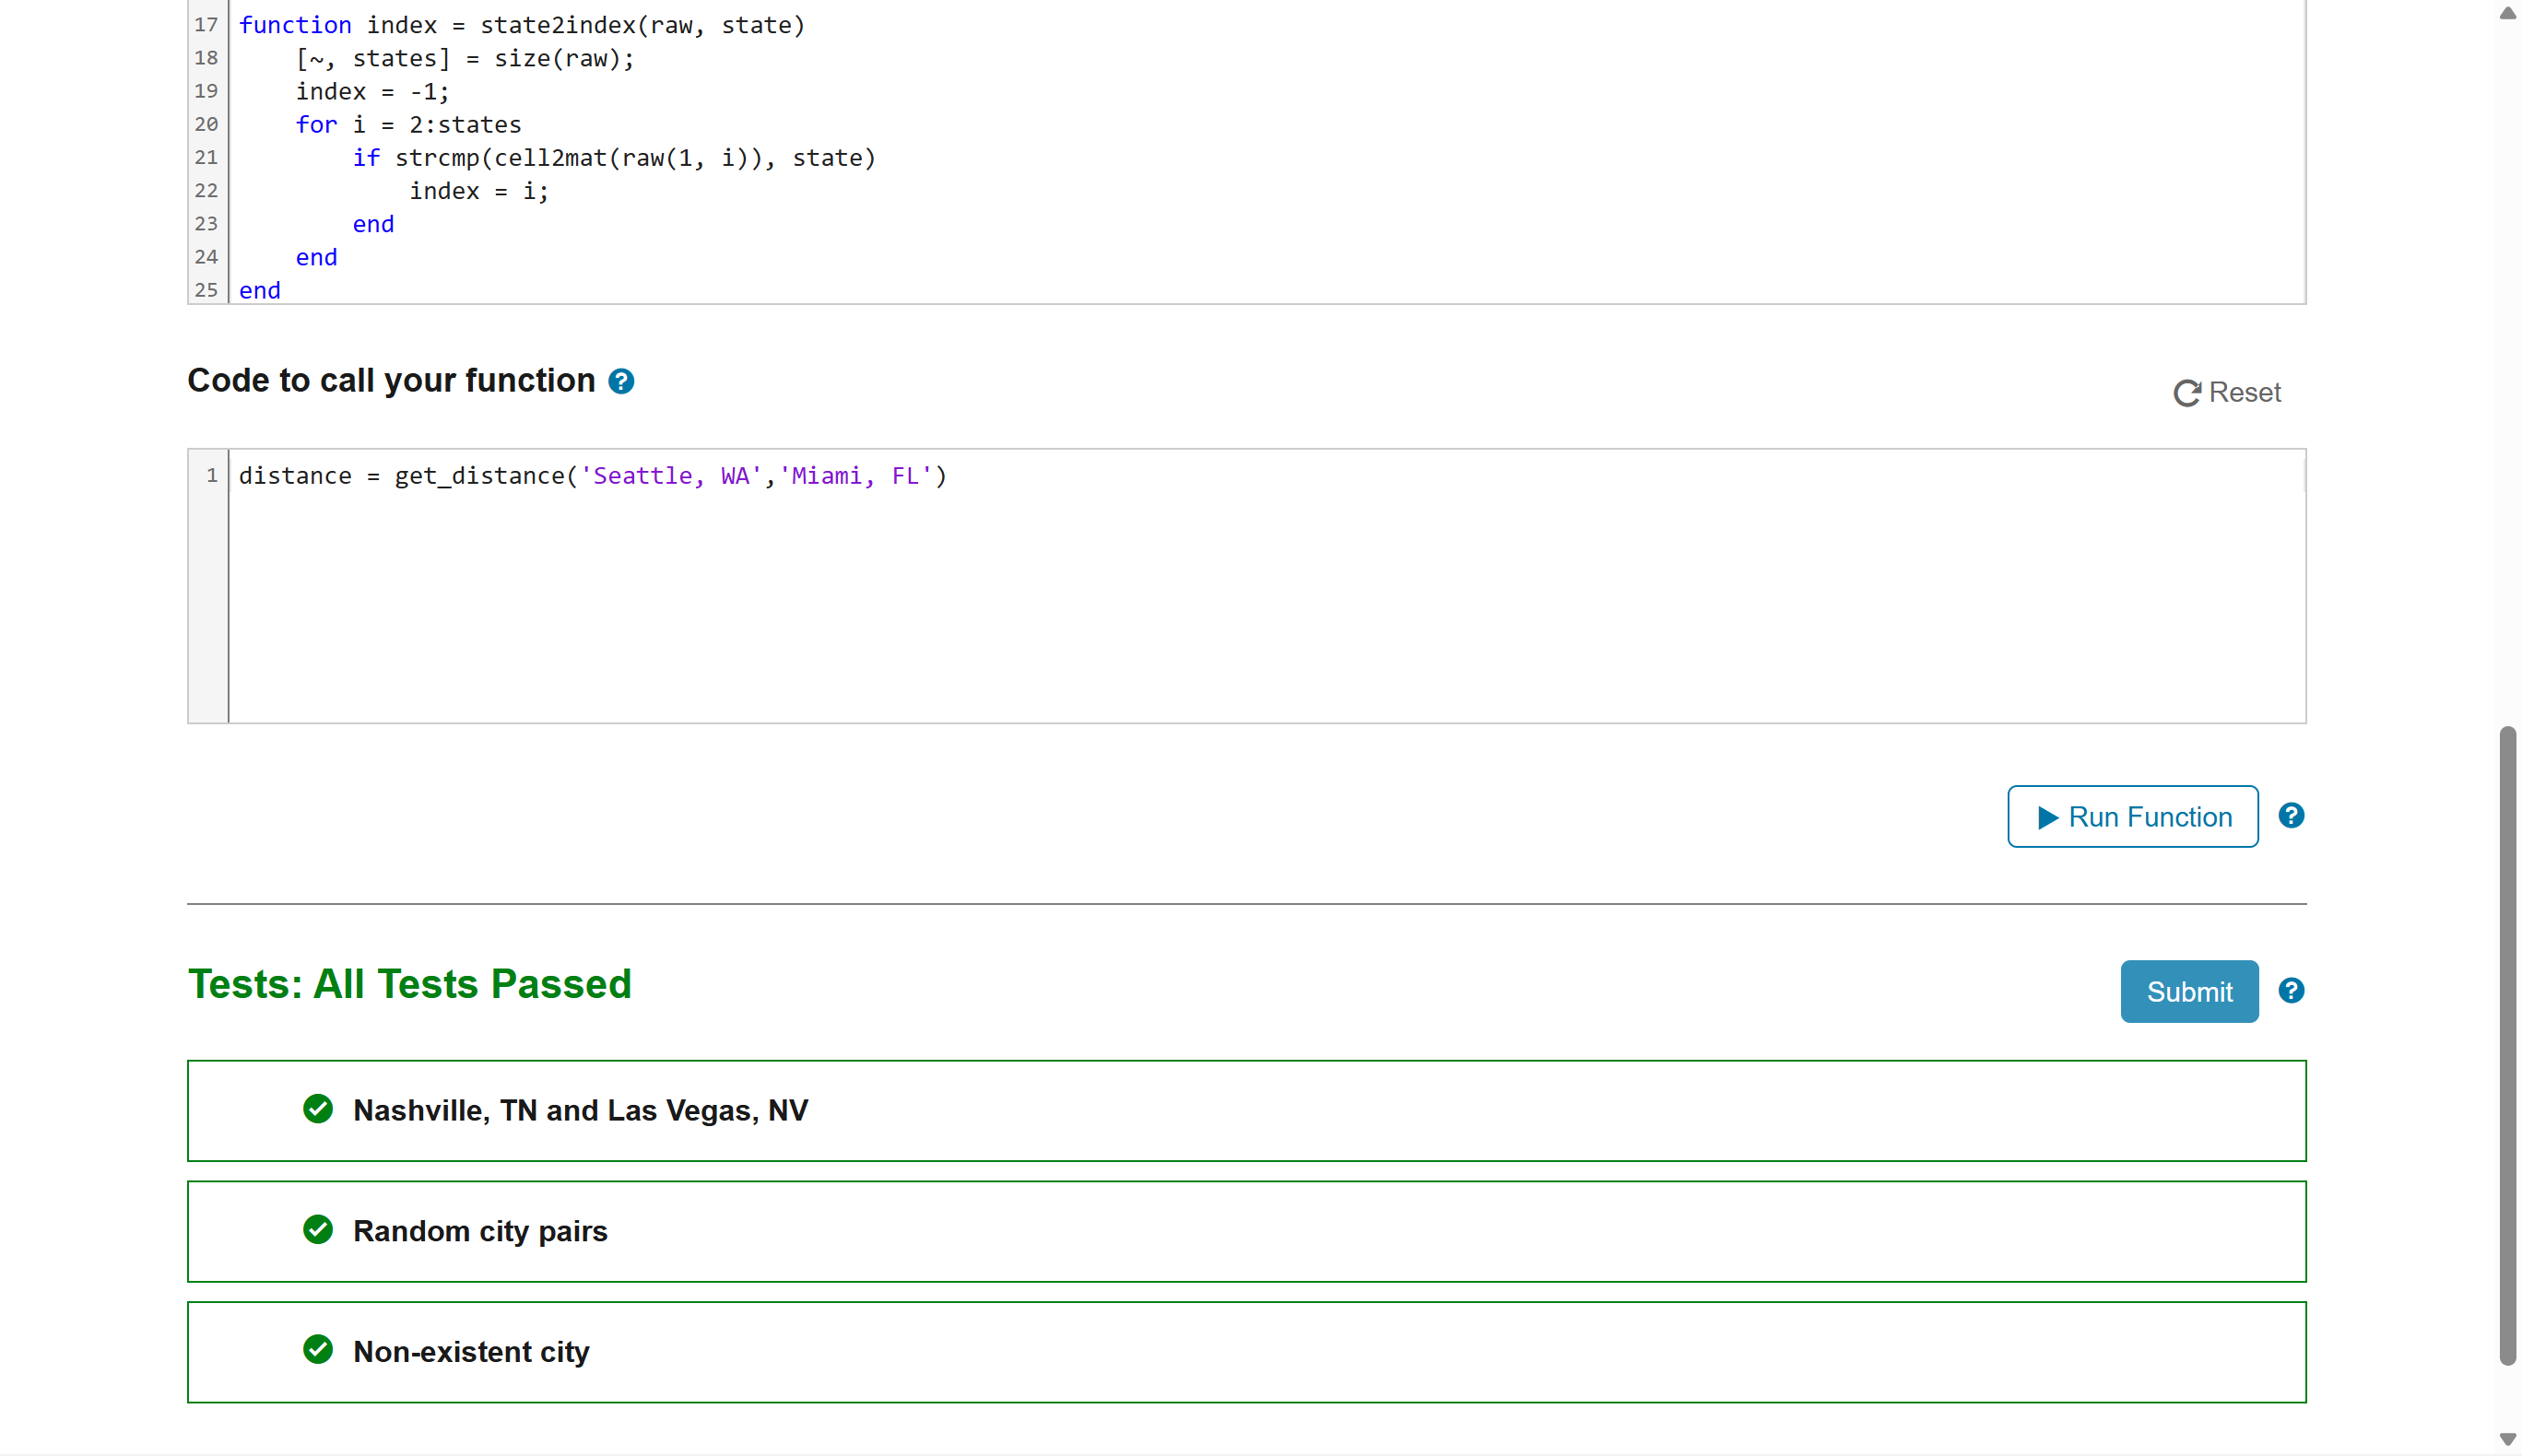 17 function index = state2index(raw, state)
18     [~, states] = size(raw);
19     index = -1;
20     for i = 2:states
21         if strcmp(cell2mat(raw(1, i)), state)
22             index = i;
23         end
24     end
25 end
Code to call your function ?
Reset
1 distance = get_distance('Seattle, WA','Miami, FL')
Run Function ?
Tests: All Tests Passed
Submit ?
Nashville, TN and Las Vegas, NV
Random city pairs
Non-existent city